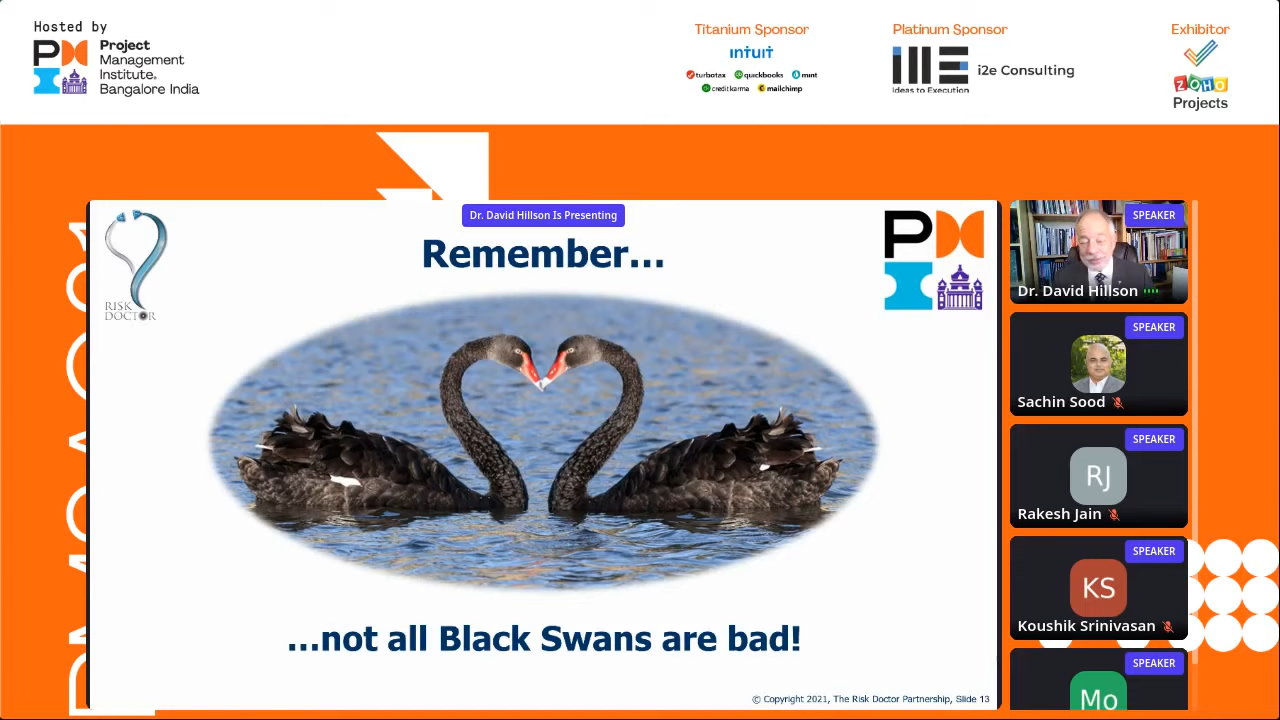 Hosted by
Project
Management
Institute.
Bangalore India
Titanium Sponsor
intuit
turbotax quickbooks mint
creditkarma mailchimp
Platinum Sponsor
Ideas to Execution
i2e Consulting
Exhibitor
ZOHO
Projects
Dr. David Hillson Is Presenting
RISK
DOCTOR
Remember...
...not all Black Swans are bad!
© Copyright 2021, The Risk Doctor Partnership, Slide 13
SPEAKER
Dr. David Hillson
SPEAKER
Sachin Sood
SPEAKER
RJ
Rakesh Jain
SPEAKER
KS
Koushik Srinivasan
SPEAKER
Mo